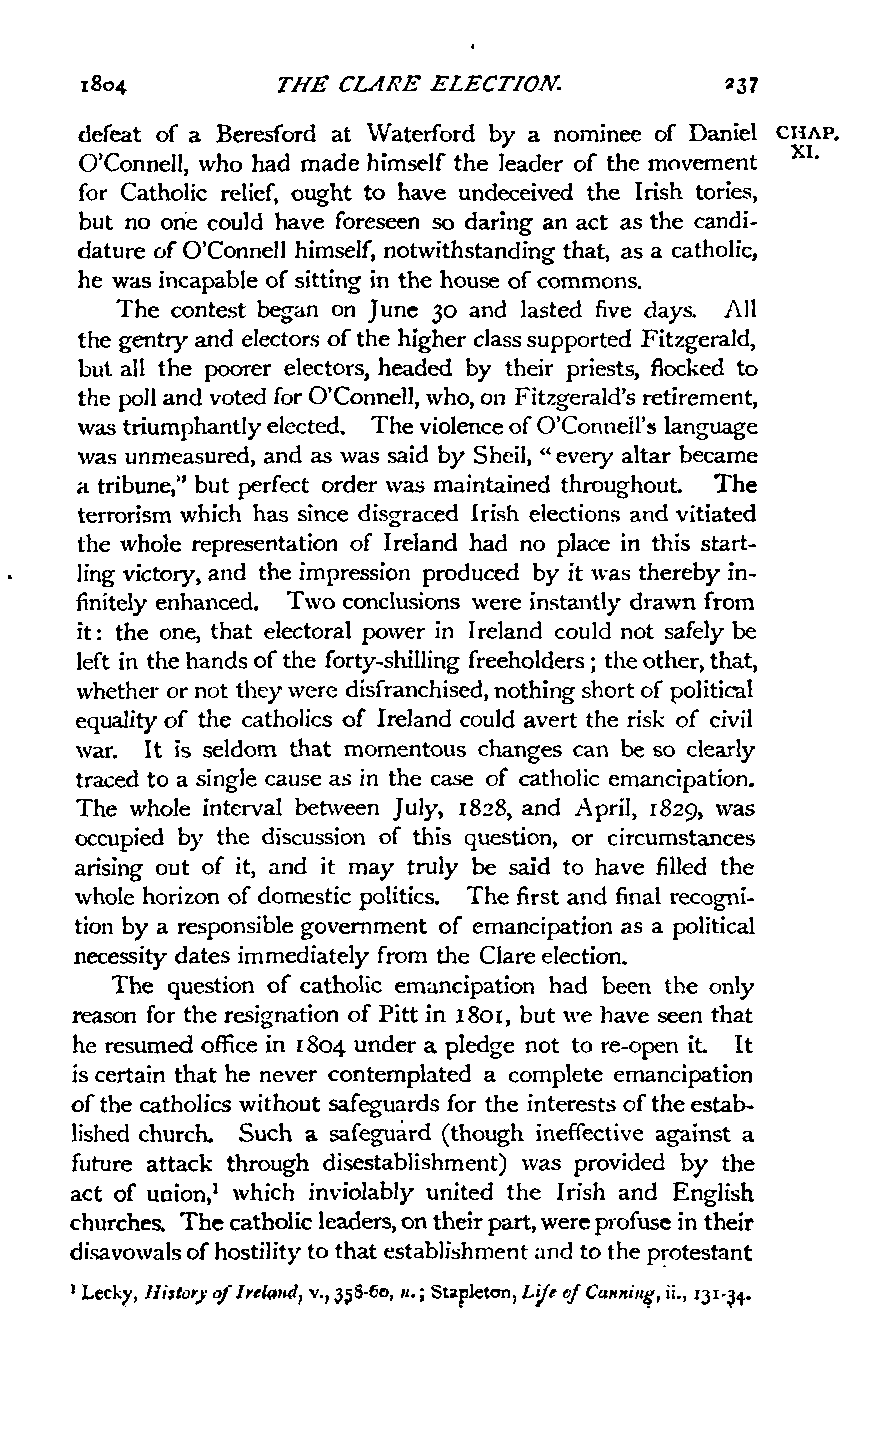 1804 THE CLARE ELECTION. 237
defeat of a Beresford at Waterford by a nominee of Daniel CHAP.
O'Connell, who had made himself the leader of the movement XI.
for Catholic relief, ought to have undeceived the Irish tories,
but no one could have foreseen so daring an act as the candi-
dature of O'Connell himself, notwithstanding that, as a catholic,
he was incapable of sitting in the house of commons.
The contest began on June 30 and lasted five days. All
the gentry and electors of the higher class supported Fitzgerald,
but all the poorer electors, headed by their priests, flocked to
the poll and voted for O'Connell, who, on Fitzgerald's retirement,
was triumphantly elected. The violence of O'Connell's language
was unmeasured, and as was said by Sheil, "every altar became
a tribune," but perfect order was maintained throughout. The
terrorism which has since disgraced Irish elections and vitiated
the whole representation of Ireland had no place in this start-
ling victory, and the impression produced by it was thereby in-
finitely enhanced. Two conclusions were instantly drawn from
it: the one, that electoral power in Ireland could not safely be
left in the hands of the forty-shilling freeholders; the other, that,
whether or not they were disfranchised, nothing short of political
equality of the catholics of Ireland could avert the risk of civil
war. It is seldom that momentous changes can be so clearly
traced to a single cause as in the case of catholic emancipation.
The whole interval between July, 1828, and April, 1829, was
occupied by the discussion of this question, or circumstances
arising out of it, and it may truly be said to have filled the
whole horizon of domestic politics. The first and final recogni-
tion by a responsible government of emancipation as a political
necessity dates immediately from the Clare election.
The question of catholic emancipation had been the only
reason for the resignation of Pitt in 1801, but we have seen that
he resumed office in 1804 under a pledge not to re-open it. It
is certain that he never contemplated a complete emancipation
of the catholics without safeguards for the interests of the estab-
lished church. Such a safeguard (though ineffective against a
future attack through disestablishment) was provided by the
act of union,¹ which inviolably united the Irish and English
churches. The catholic leaders, on their part, were profuse in their
disavowals of hostility to that establishment and to the protestant
¹ Lecky, History of Ireland, v., 358-60, n.; Stapleton, Life of Canning, ii., 131-34.